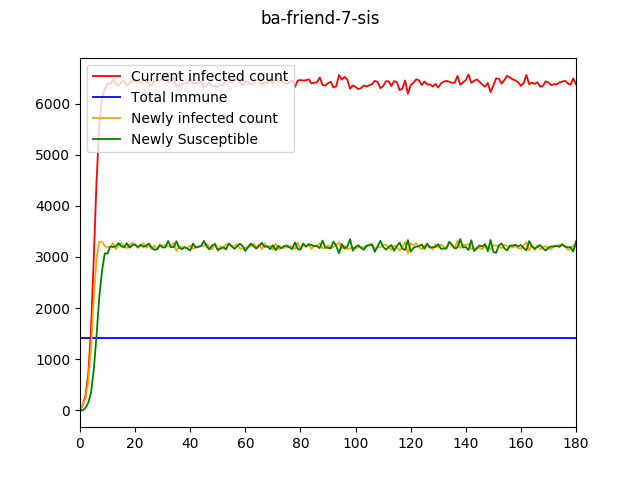 ba-friend-7-sis
Current infected count
Total Immune
Newly infected count
Newly Susceptible
6000
5000
4000
3000
2000
1000
0
0 20 40 60 80 100 120 140 160 180